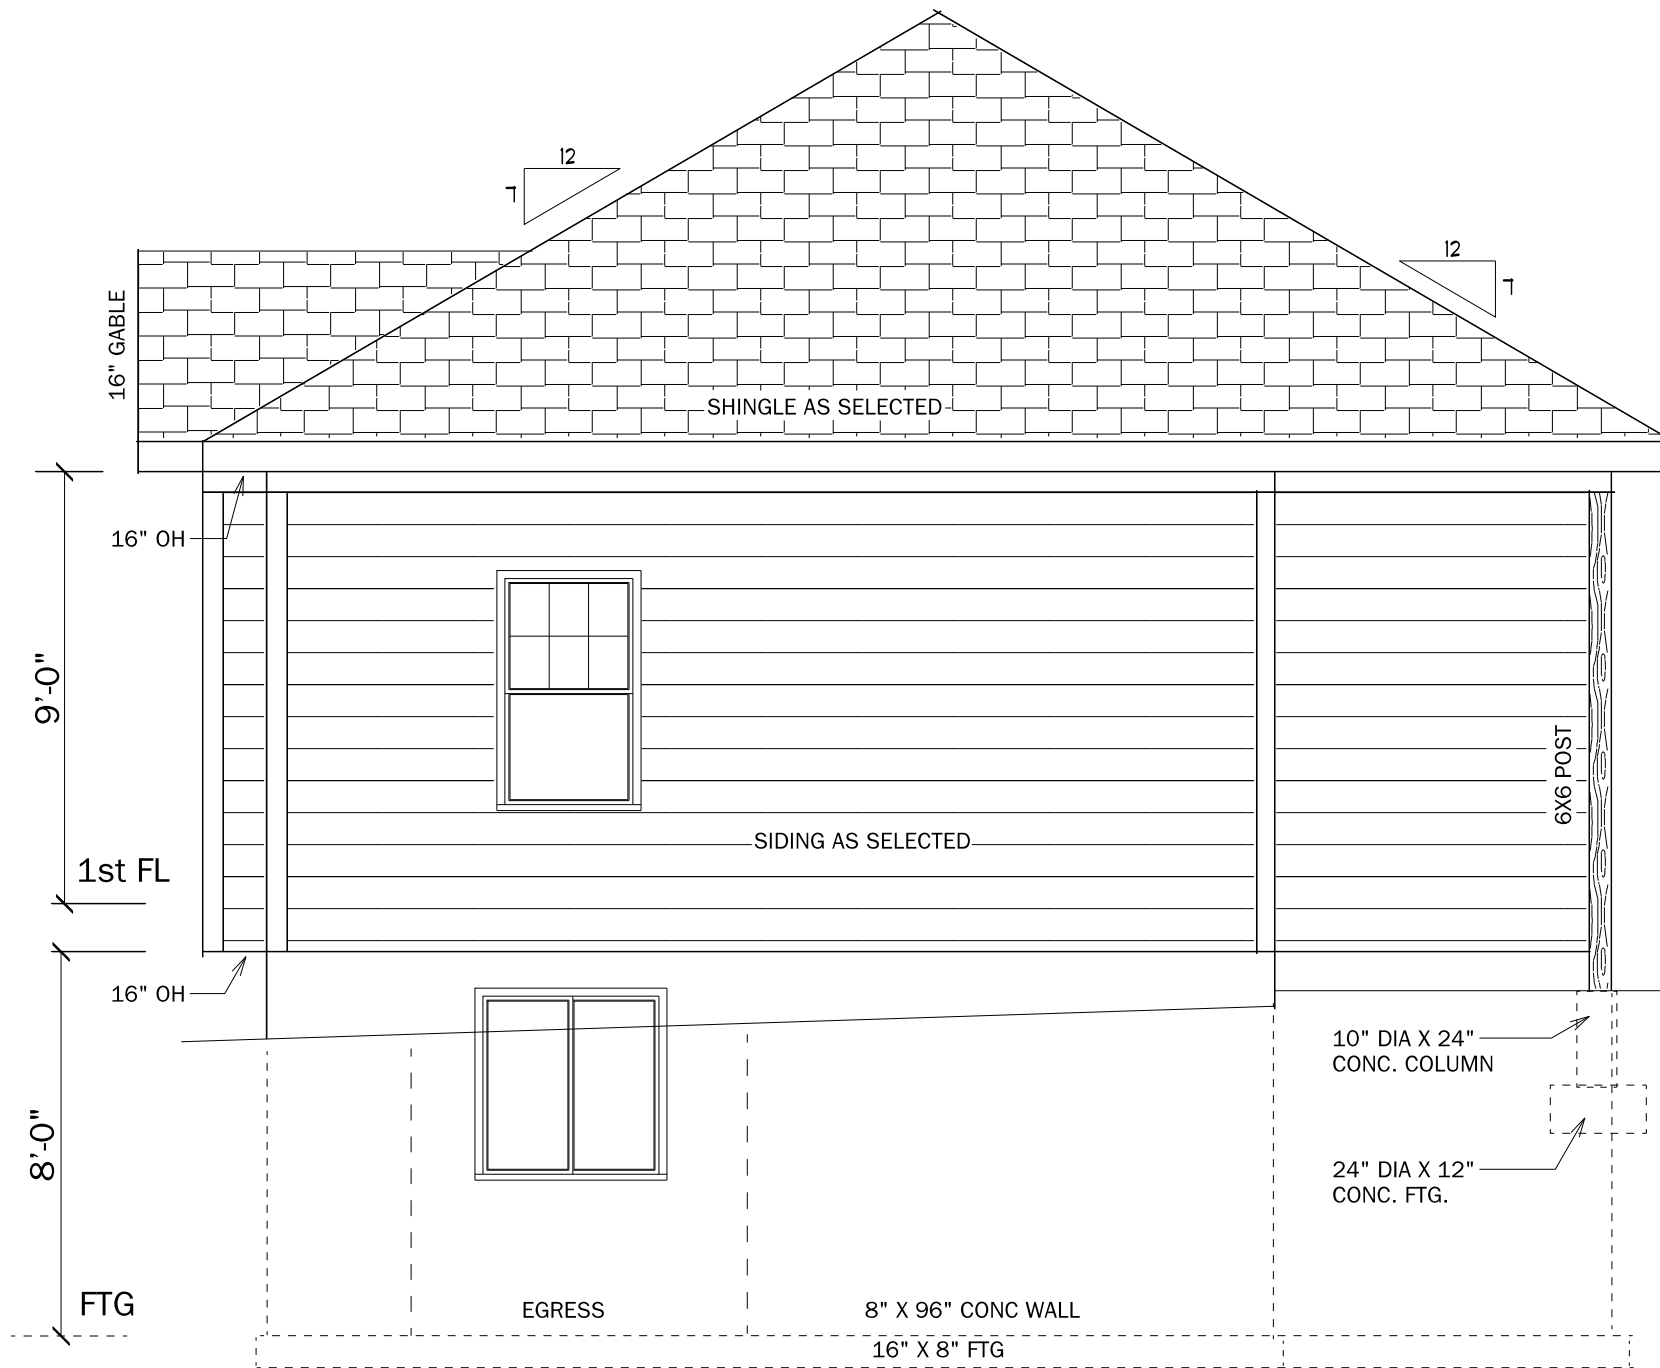 12
7
12
7
16" GABLE
SHINGLE AS SELECTED
16" OH
9'-0"
6X6 POST
SIDING AS SELECTED
1st FL
16" OH
10" DIA X 24"
CONC. COLUMN
8'-0"
24" DIA X 12"
CONC. FTG.
FTG
EGRESS
8" X 96" CONC WALL
16" X 8" FTG